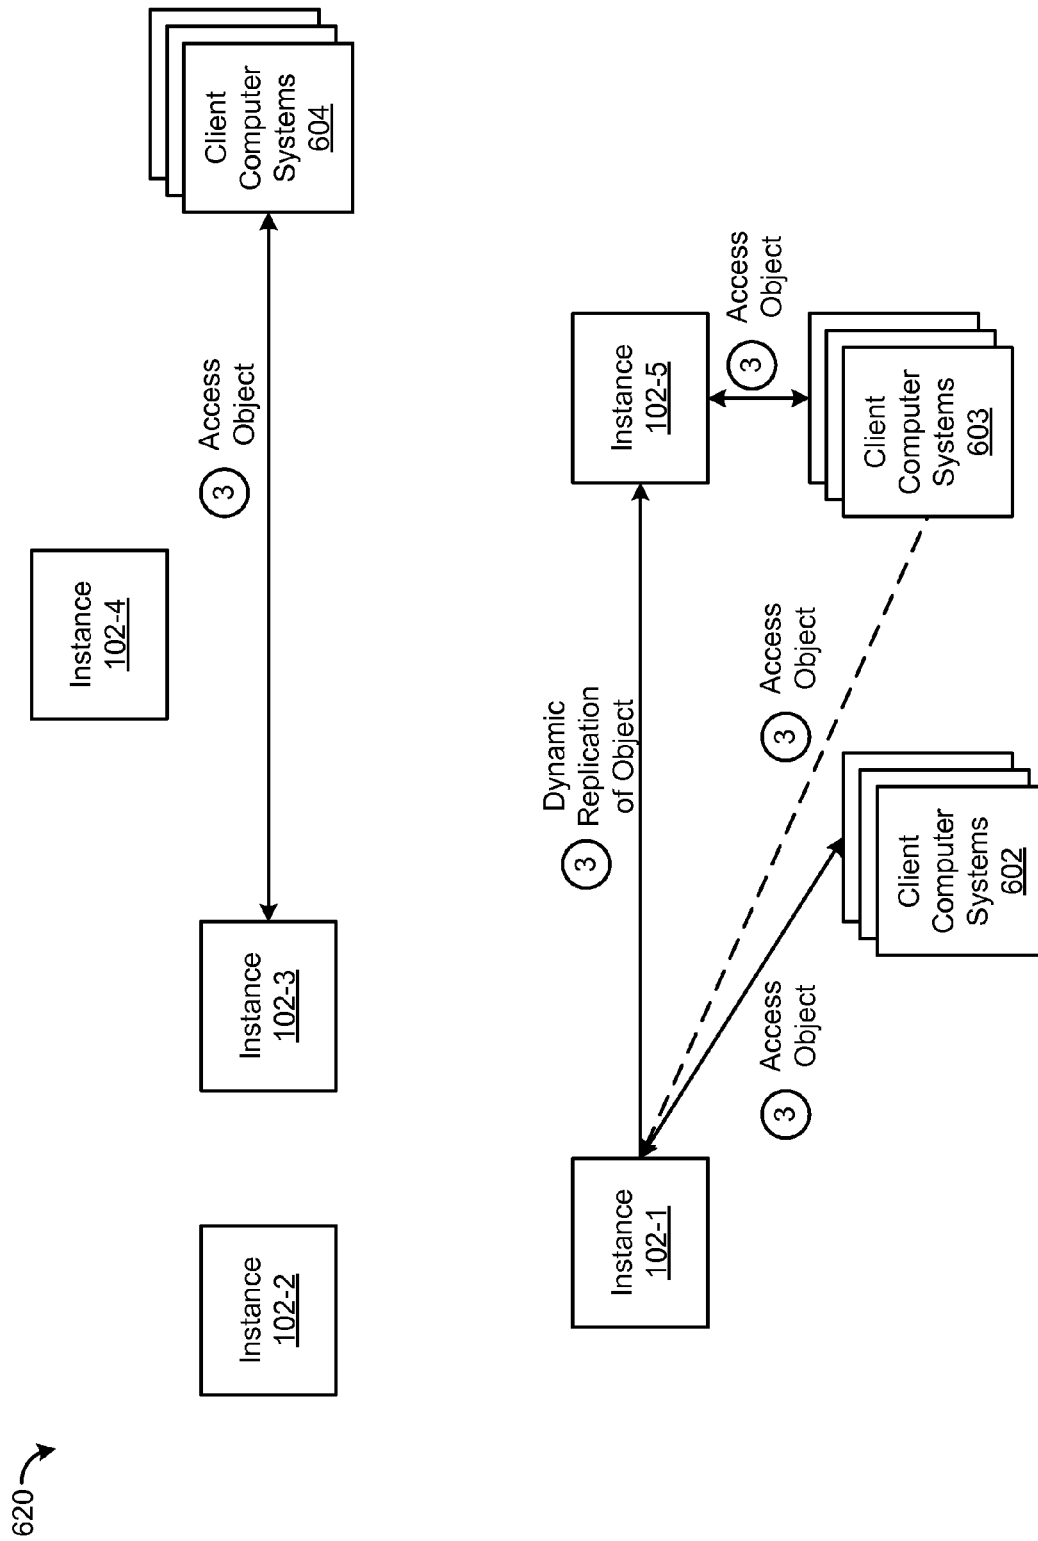 620
Instance
102-2
Instance
102-3
Instance
102-4
3
Access
Object
Client
Computer
Systems
604
Instance
102-1
3
Dynamic
Replication
of Object
Instance
102-5
3
Access
Object
3
Access
Object
3
Access
Object
Client
Computer
Systems
602
Client
Computer
Systems
603